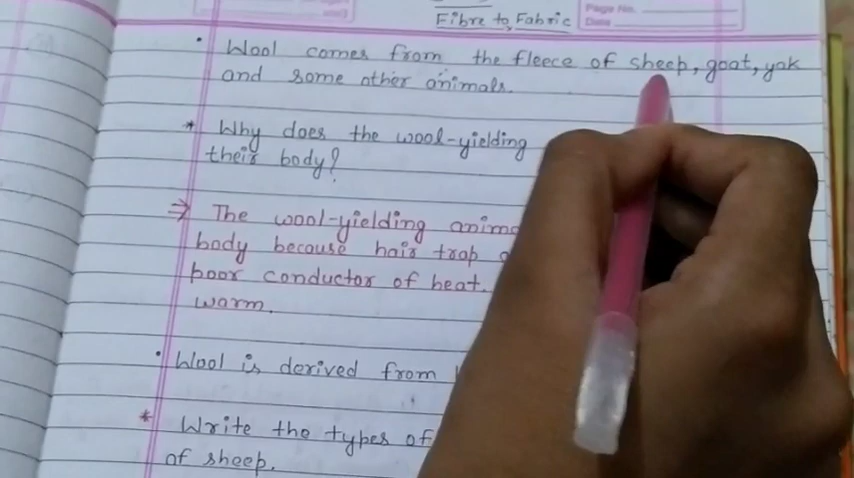 Fibre to Fabric
Page No.
Date
• Wool comes from the fleece of sheep, goat, yak
and some other animals.
* Why does the wool-yielding
their body?
⇒ The wool-yielding anima
body because hair trap
poor conductor of heat.
warm.
• Wool is derived from
* Write the types of
of sheep.